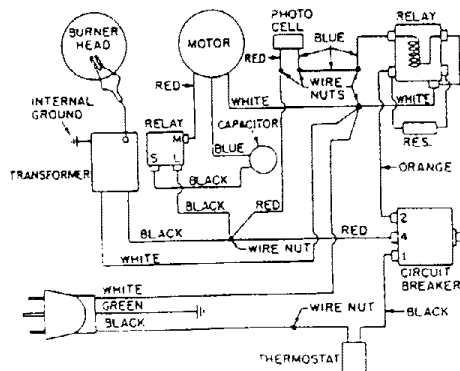 PHOTO
CELL
RELAY
BURNER
HEAD
MOTOR
BLUE
RED
RED
WIRE
NUTS
WHITE
WHITE
INTERNAL
GROUND
RELAY
M
CAPACITOR
RES.
S L
BLUE
TRANSFORMER
ORANGE
BLACK
RED
2
BLACK
RED
4
WIRE NUT
1
WHITE
CIRCUIT
BREAKER
WHITE
GREEN
WIRE NUT
BLACK
BLACK
THERMOSTAT